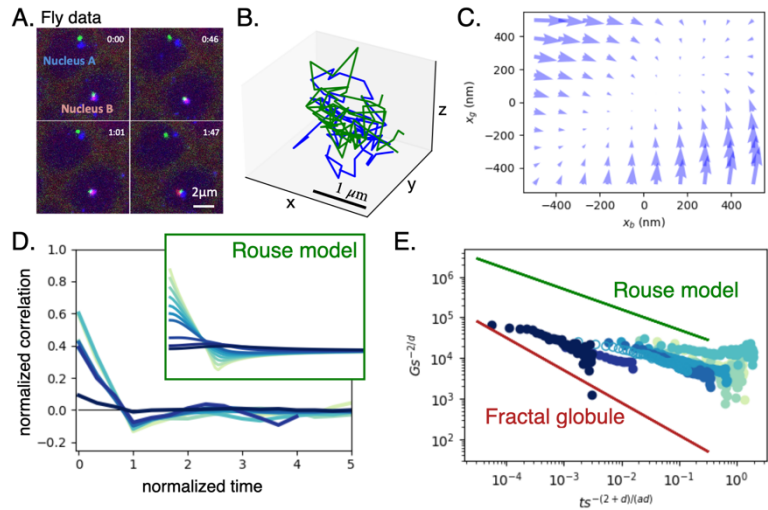 A. Fly data
0:00
0:46
Nucleus A
Nucleus B
1:01
1:47
2μm
B.
z
y
x
1 μm
C.
400
200
0
−200
−400
x_g (nm)
−400 −200 0 200 400
x_b (nm)
D.
Rouse model
1.0
0.8
0.6
0.4
0.2
0.0
−0.2
normalized correlation
0 1 2 3 4 5
normalized time
E.
Rouse model
Fractal globule
10^6
10^5
10^4
10^3
10^2
Gs^{−2/d}
10^{−4} 10^{−3} 10^{−2} 10^{−1} 10^0
ts^{−(2+d)/(ad)}